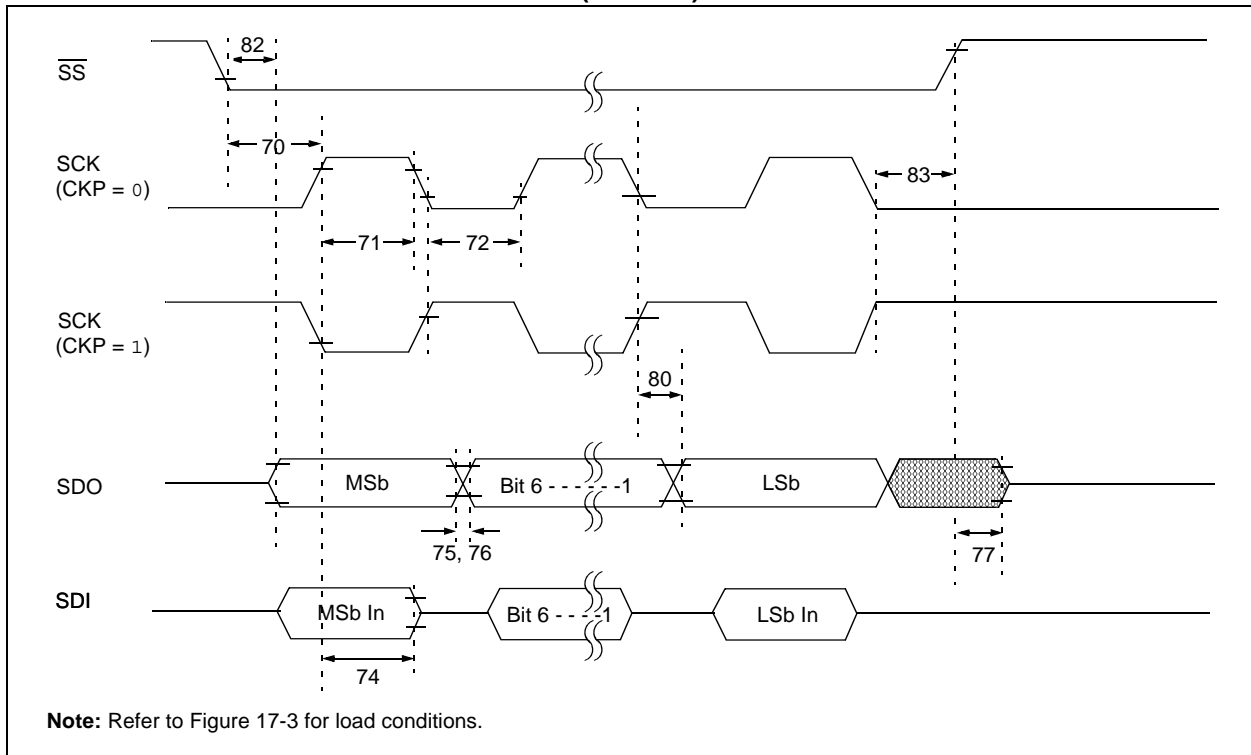 82
SS
70
SCK
(CKP = 0)
83
71
72
SCK
(CKP = 1)
80
SDO
MSb
Bit 6 - - - - - -1
LSb
75, 76
77
SDI
MSb In
Bit 6 - - - -1
LSb In
74
Note: Refer to Figure 17-3 for load conditions.